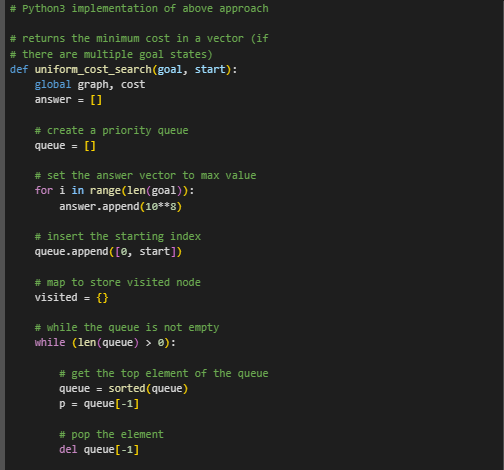 # Python3 implementation of above approach
# returns the minimum cost in a vector (if
# there are multiple goal states)
def uniform_cost_search(goal, start):
global graph, cost
answer = []
# create a priority queue
queue = []
# set the answer vector to max value
for i in range(len(goal)):
answer.append(10**8)
# insert the starting index
queue.append([0, start])
# map to store visited node
visited = {}
# while the queue is not empty
while (len(queue) > 0):
# get the top element of the queue
queue = sorted(queue)
p = queue[-1]
# pop the element
del queue[-1]